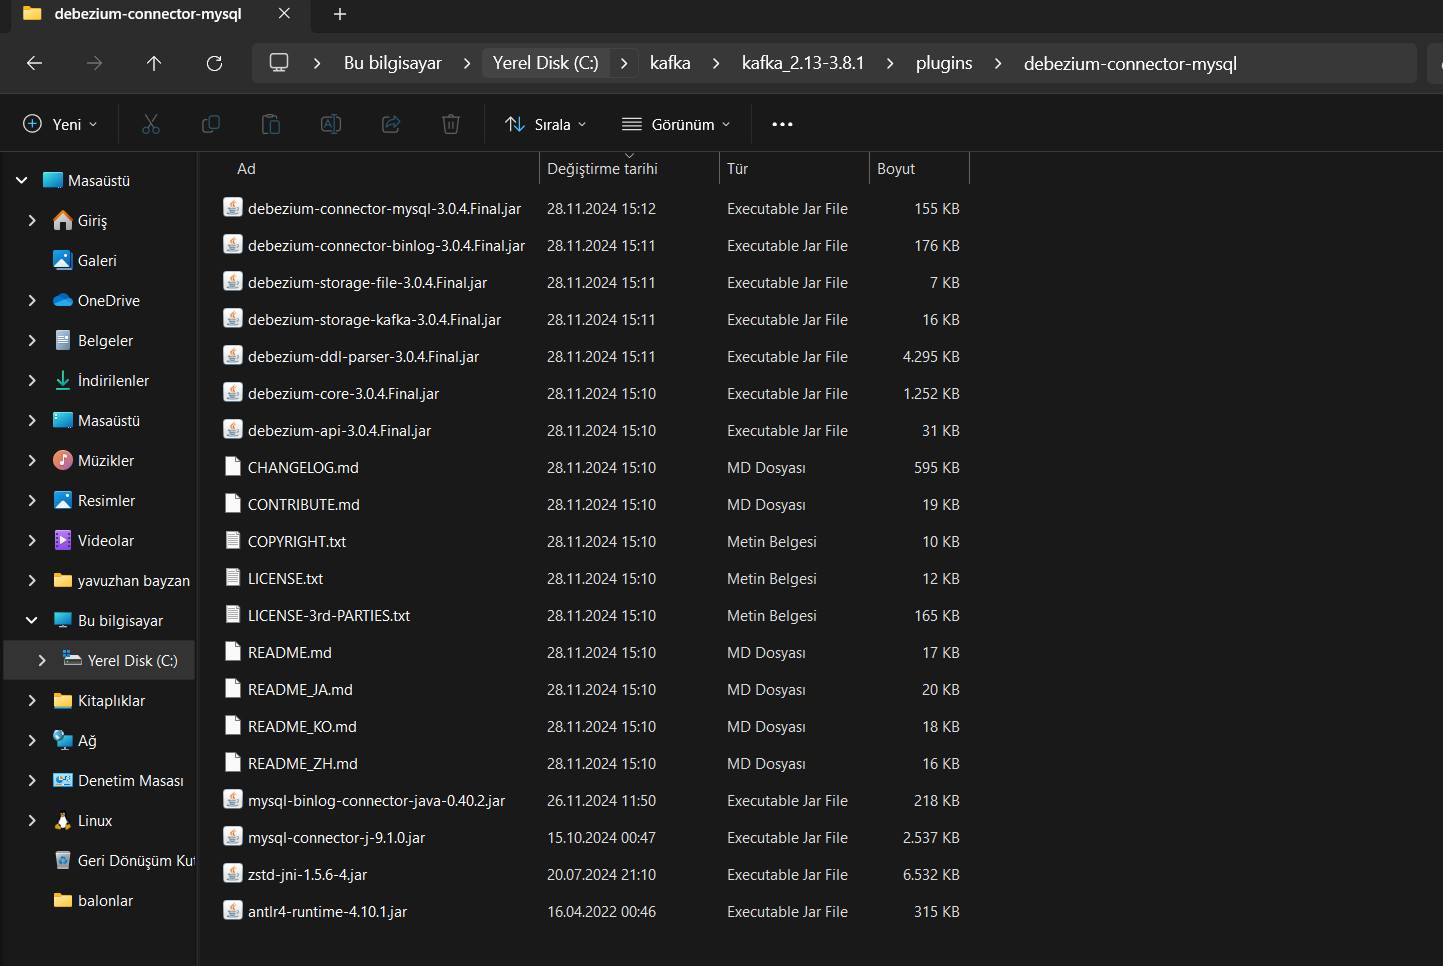 debezium-connector-mysql
Bu bilgisayar Yerel Disk (C:) kafka kafka_2.13-3.8.1 plugins debezium-connector-mysql
Yeni Sırala Görünüm
Ad Değiştirme tarihi Tür Boyut
debezium-connector-mysql-3.0.4.Final.jar 28.11.2024 15:12 Executable Jar File 155 KB
debezium-connector-binlog-3.0.4.Final.jar 28.11.2024 15:11 Executable Jar File 176 KB
debezium-storage-file-3.0.4.Final.jar 28.11.2024 15:11 Executable Jar File 7 KB
debezium-storage-kafka-3.0.4.Final.jar 28.11.2024 15:11 Executable Jar File 16 KB
debezium-ddl-parser-3.0.4.Final.jar 28.11.2024 15:11 Executable Jar File 4.295 KB
debezium-core-3.0.4.Final.jar 28.11.2024 15:10 Executable Jar File 1.252 KB
debezium-api-3.0.4.Final.jar 28.11.2024 15:10 Executable Jar File 31 KB
CHANGELOG.md 28.11.2024 15:10 MD Dosyası 595 KB
CONTRIBUTE.md 28.11.2024 15:10 MD Dosyası 19 KB
COPYRIGHT.txt 28.11.2024 15:10 Metin Belgesi 10 KB
LICENSE.txt 28.11.2024 15:10 Metin Belgesi 12 KB
LICENSE-3rd-PARTIES.txt 28.11.2024 15:10 Metin Belgesi 165 KB
README.md 28.11.2024 15:10 MD Dosyası 17 KB
README_JA.md 28.11.2024 15:10 MD Dosyası 20 KB
README_KO.md 28.11.2024 15:10 MD Dosyası 18 KB
README_ZH.md 28.11.2024 15:10 MD Dosyası 16 KB
mysql-binlog-connector-java-0.40.2.jar 26.11.2024 11:50 Executable Jar File 218 KB
mysql-connector-j-9.1.0.jar 15.10.2024 00:47 Executable Jar File 2.537 KB
zstd-jni-1.5.6-4.jar 20.07.2024 21:10 Executable Jar File 6.532 KB
antlr4-runtime-4.10.1.jar 16.04.2022 00:46 Executable Jar File 315 KB
Masaüstü
Giriş
Galeri
OneDrive
Belgeler
İndirilenler
Masaüstü
Müzikler
Resimler
Videolar
yavuzhan bayzan
Bu bilgisayar
Yerel Disk (C:)
Kitaplıklar
Ağ
Denetim Masası
Linux
Geri Dönüşüm Kut
balonlar